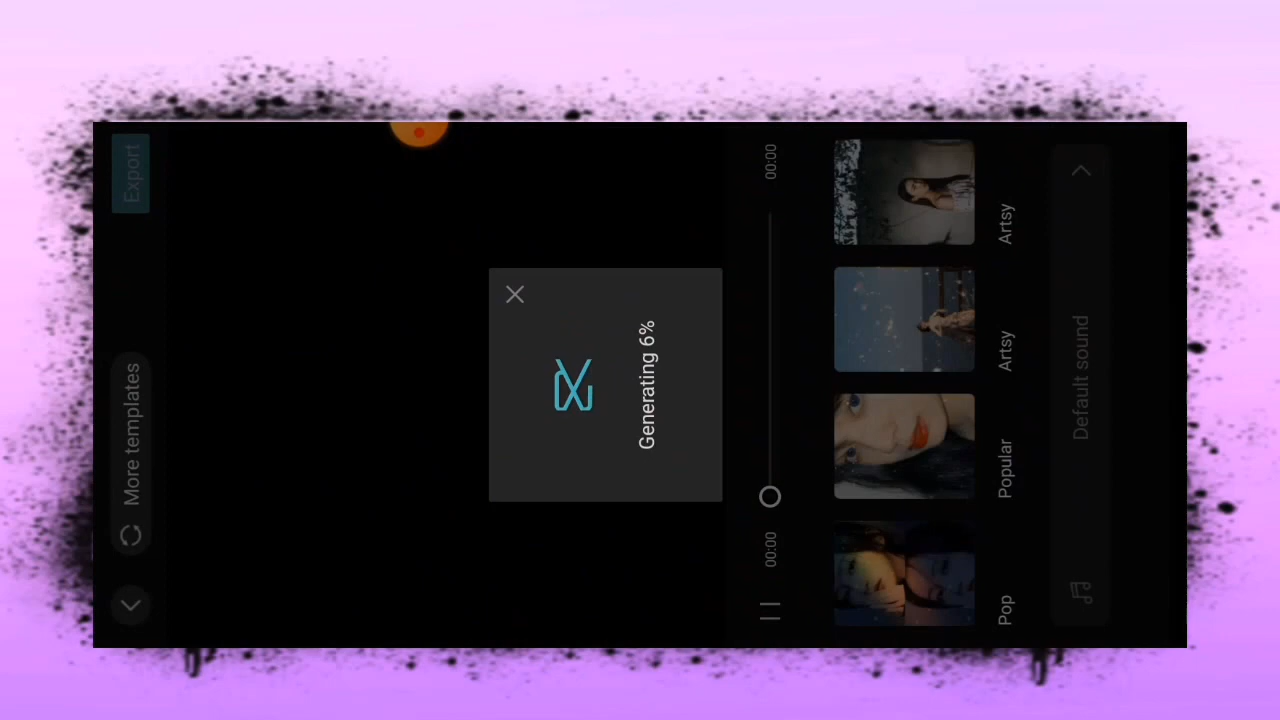 More templates
Export
Generating 6%
00:00
00:00
Pop
Popular
Artsy
Artsy
Default sound